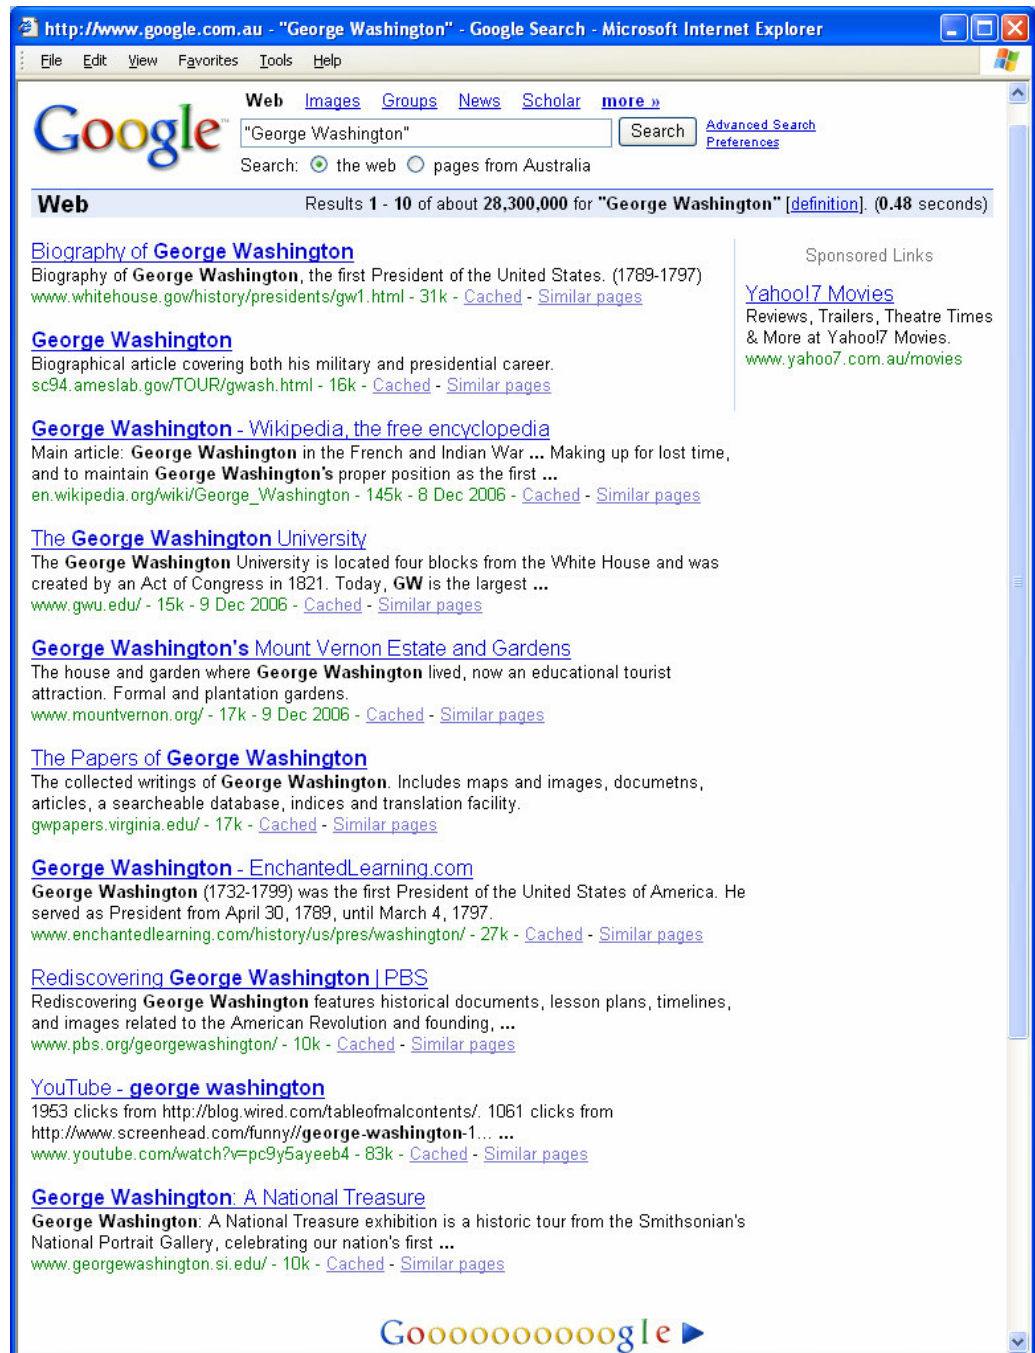 http://www.google.com.au - "George Washington" - Google Search - Microsoft Internet Explorer
File Edit View Favorites Tools Help
Google™
Web Images Groups News Scholar more »
"George Washington" Search Advanced Search
Preferences
Search: the web pages from Australia
Web Results 1 - 10 of about 28,300,000 for "George Washington" [definition]. (0.48 seconds)
Biography of George Washington
Biography of George Washington, the first President of the United States. (1789-1797)
www.whitehouse.gov/history/presidents/gw1.html - 31k - Cached - Similar pages
George Washington
Biographical article covering both his military and presidential career.
sc94.ameslab.gov/TOUR/gwash.html - 16k - Cached - Similar pages
George Washington - Wikipedia, the free encyclopedia
Main article: George Washington in the French and Indian War ... Making up for lost time,
and to maintain George Washington's proper position as the first ...
en.wikipedia.org/wiki/George_Washington - 145k - 8 Dec 2006 - Cached - Similar pages
The George Washington University
The George Washington University is located four blocks from the White House and was
created by an Act of Congress in 1821. Today, GW is the largest ...
www.gwu.edu/ - 15k - 9 Dec 2006 - Cached - Similar pages
George Washington's Mount Vernon Estate and Gardens
The house and garden where George Washington lived, now an educational tourist
attraction. Formal and plantation gardens.
www.mountvernon.org/ - 17k - 9 Dec 2006 - Cached - Similar pages
The Papers of George Washington
The collected writings of George Washington. Includes maps and images, documetns,
articles, a searcheable database, indices and translation facility.
gwpapers.virginia.edu/ - 17k - Cached - Similar pages
George Washington - EnchantedLearning.com
George Washington (1732-1799) was the first President of the United States of America. He
served as President from April 30, 1789, until March 4, 1797.
www.enchantedlearning.com/history/us/pres/washington/ - 27k - Cached - Similar pages
Rediscovering George Washington | PBS
Rediscovering George Washington features historical documents, lesson plans, timelines,
and images related to the American Revolution and founding, ...
www.pbs.org/georgewashington/ - 10k - Cached - Similar pages
YouTube - george washington
1953 clicks from http://blog.wired.com/tableofmalcontents/. 1061 clicks from
http://www.screenhead.com/funny//george-washington-1... ...
www.youtube.com/watch?v=pc9y5ayeeb4 - 83k - Cached - Similar pages
George Washington: A National Treasure
George Washington: A National Treasure exhibition is a historic tour from the Smithsonian's
National Portrait Gallery, celebrating our nation's first ...
www.georgewashington.si.edu/ - 10k - Cached - Similar pages
Sponsored Links
Yahoo!7 Movies
Reviews, Trailers, Theatre Times
& More at Yahoo!7 Movies.
www.yahoo7.com.au/movies
Goooooooooogle